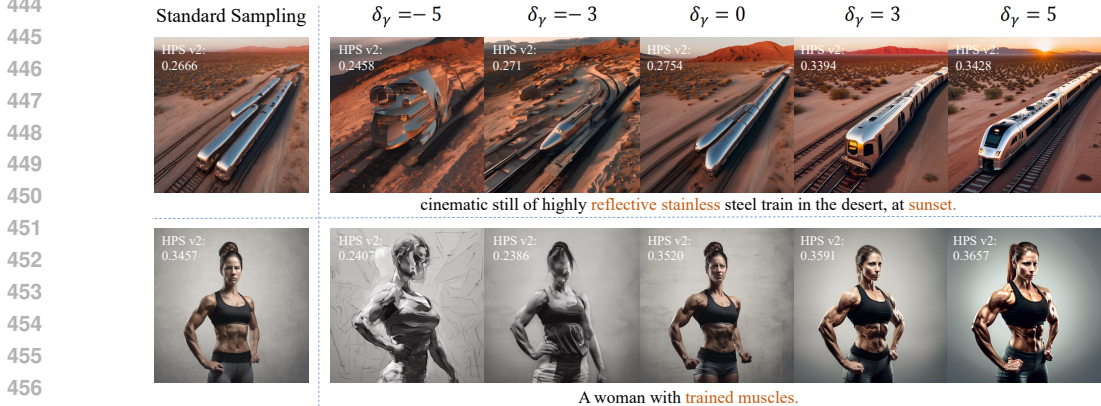 444
Standard Sampling δγ =− 5 δγ =− 3 δγ = 0 δγ = 3 δγ = 5
445
446 HPS v2: HPS v2: HPS v2: HPS v2: HPS v2: HPS v2:
0.2666 0.2458 0.271 0.2754 0.3394 0.3428
447
448
449
450
cinematic still of highly reflective stainless steel train in the desert, at sunset.
451
452 HPS v2: HPS v2: HPS v2: HPS v2: HPS v2: HPS v2:
0.3457 0.2407 0.2386 0.3520 0.3591 0.3657
453
454
455
456
A woman with trained muscles.